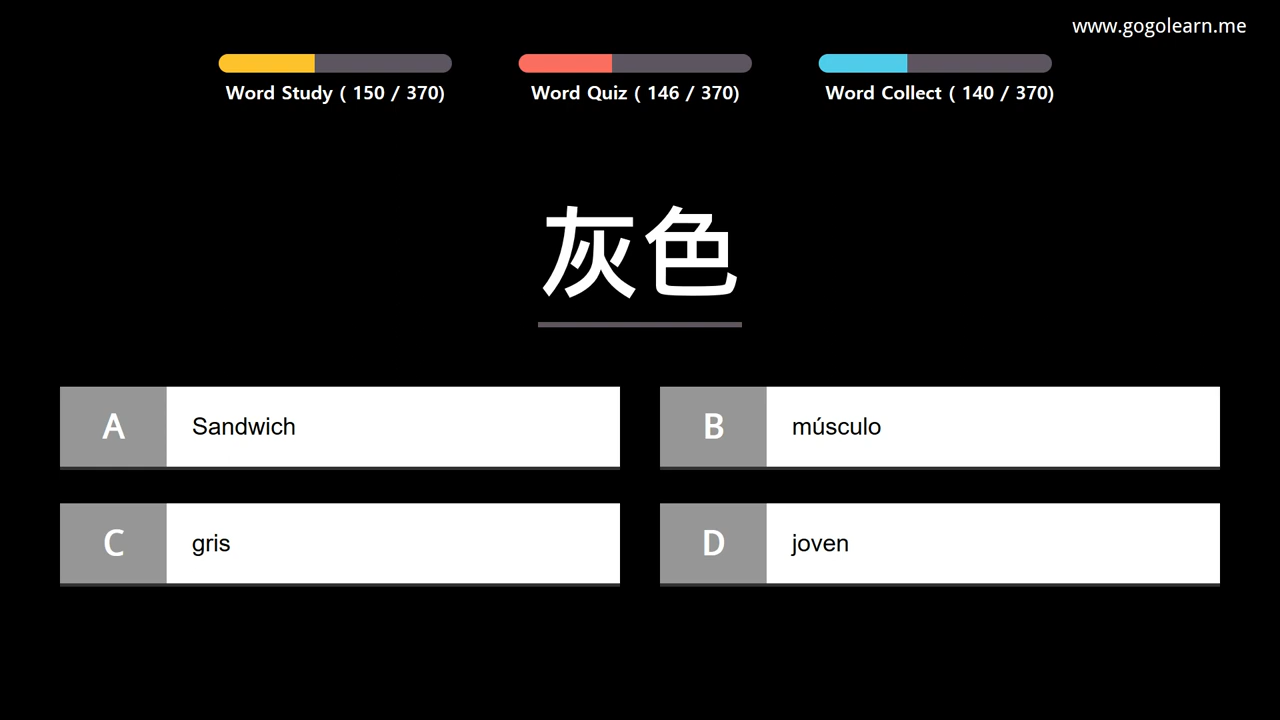 www.gogolearn.me
Word Study ( 150 / 370)
Word Quiz ( 146 / 370)
Word Collect ( 140 / 370)
灰色
A Sandwich
B músculo
C gris
D joven